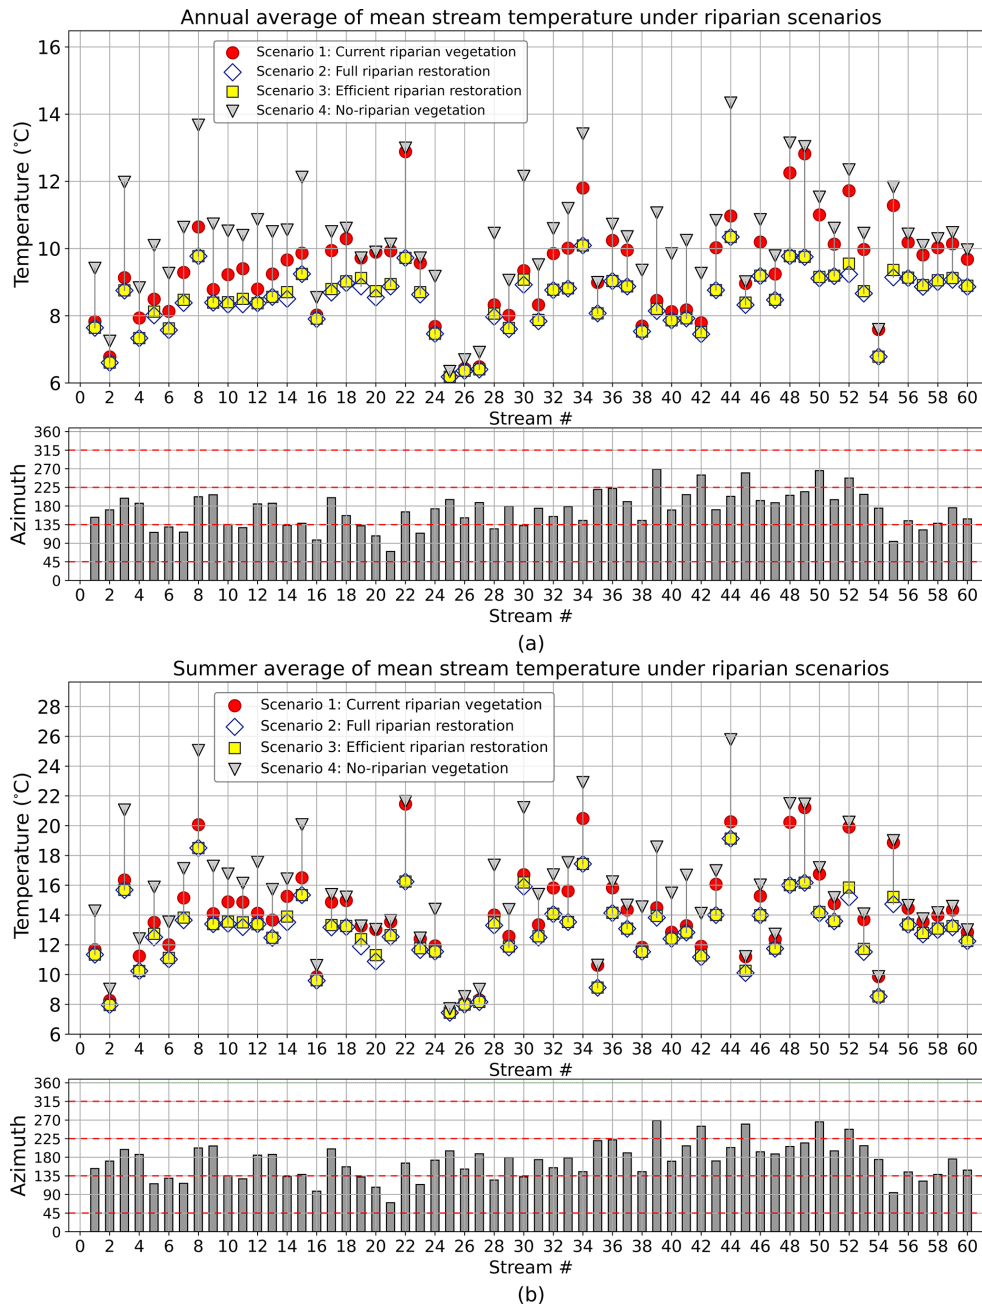 Annual average of mean stream temperature under riparian scenarios
Temperature (℃)
16
14
12
10
8
6
Scenario 1: Current riparian vegetation
Scenario 2: Full riparian restoration
Scenario 3: Efficient riparian restoration
Scenario 4: No-riparian vegetation
0 2 4 6 8 10 12 14 16 18 20 22 24 26 28 30 32 34 36 38 40 42 44 46 48 50 52 54 56 58 60
Stream #
Azimuth
360
315
270
225
180
135
90
45
0
0 2 4 6 8 10 12 14 16 18 20 22 24 26 28 30 32 34 36 38 40 42 44 46 48 50 52 54 56 58 60
Stream #
(a)
Summer average of mean stream temperature under riparian scenarios
Temperature (℃)
28
26
24
22
20
18
16
14
12
10
8
6
Scenario 1: Current riparian vegetation
Scenario 2: Full riparian restoration
Scenario 3: Efficient riparian restoration
Scenario 4: No-riparian vegetation
0 2 4 6 8 10 12 14 16 18 20 22 24 26 28 30 32 34 36 38 40 42 44 46 48 50 52 54 56 58 60
Stream #
Azimuth
360
315
270
225
180
135
90
45
0
0 2 4 6 8 10 12 14 16 18 20 22 24 26 28 30 32 34 36 38 40 42 44 46 48 50 52 54 56 58 60
Stream #
(b)